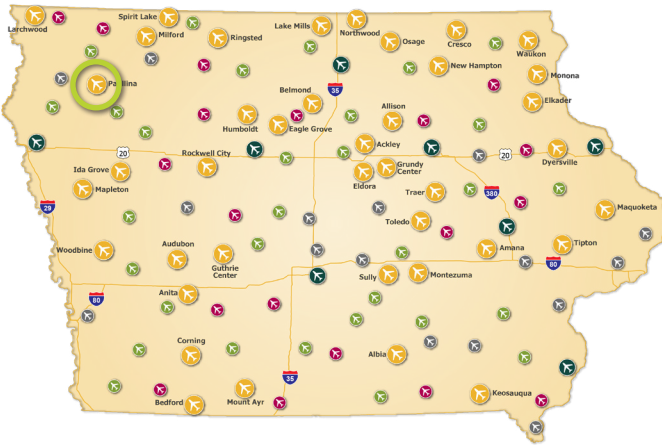 Spirit Lake
Larchwood
Milford
Ringsted
Lake Mills
Northwood
Osage
Cresco
Waukon
New Hampton
Monona
Paullina
Belmond
35
Elkader
Humboldt
Eagle Grove
Allison
Ackley
20
Rockwell City
20
Dyersville
Ida Grove
Grundy
Center
Eldora
Mapleton
Traer
380
29
Maquoketa
Toledo
Woodbine
Audubon
Guthrie
Center
Amana
Tipton
80
Sully
Montezuma
Anita
80
Corning
Albia
35
Bedford
Mount Ayr
Keosauqua